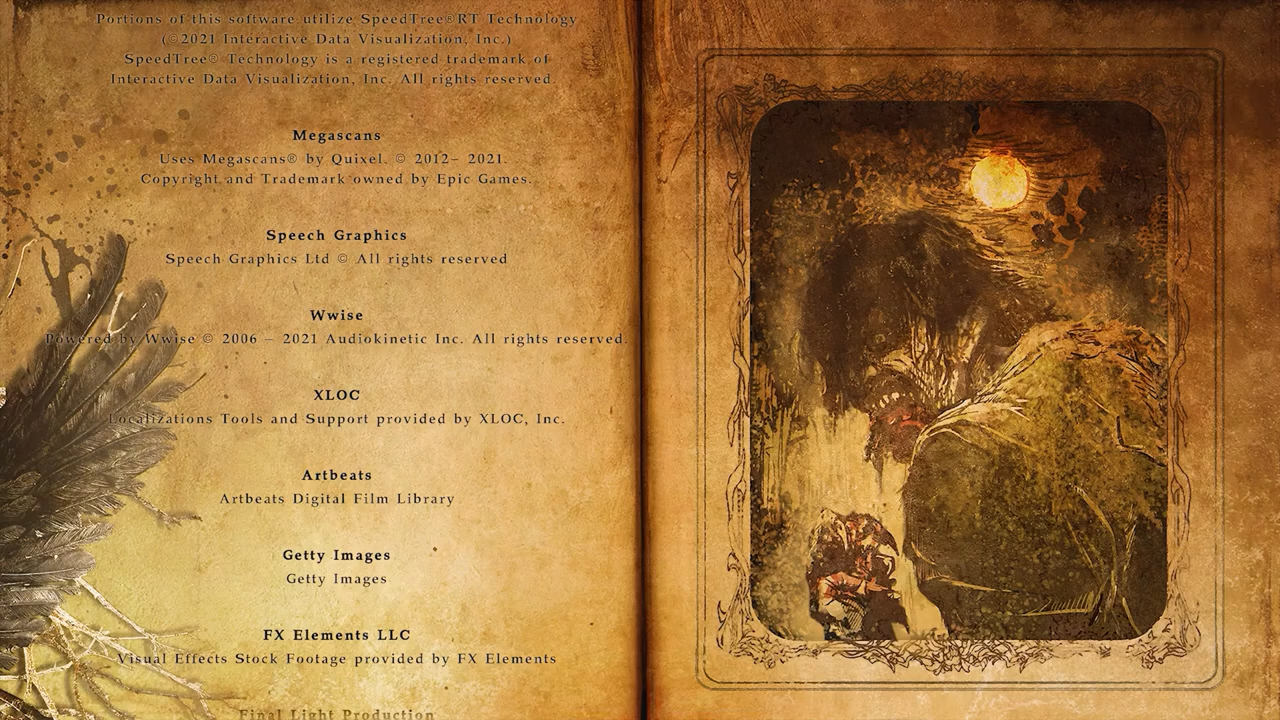 Portions of this software utilize SpeedTree®RT Technology
(©2021 Interactive Data Visualization, Inc.)
SpeedTree® Technology is a registered trademark of
Interactive Data Visualization, Inc. All rights reserved.
Megascans
Uses Megascans® by Quixel. © 2012– 2021.
Copyright and Trademark owned by Epic Games.
Speech Graphics
Speech Graphics Ltd © All rights reserved
Wwise
Powered by Wwise © 2006 – 2021 Audiokinetic Inc. All rights reserved.
XLOC
Localizations Tools and Support provided by XLOC, Inc.
Artbeats
Artbeats Digital Film Library
Getty Images
Getty Images
FX Elements LLC
Visual Effects Stock Footage provided by FX Elements
Final Light Production